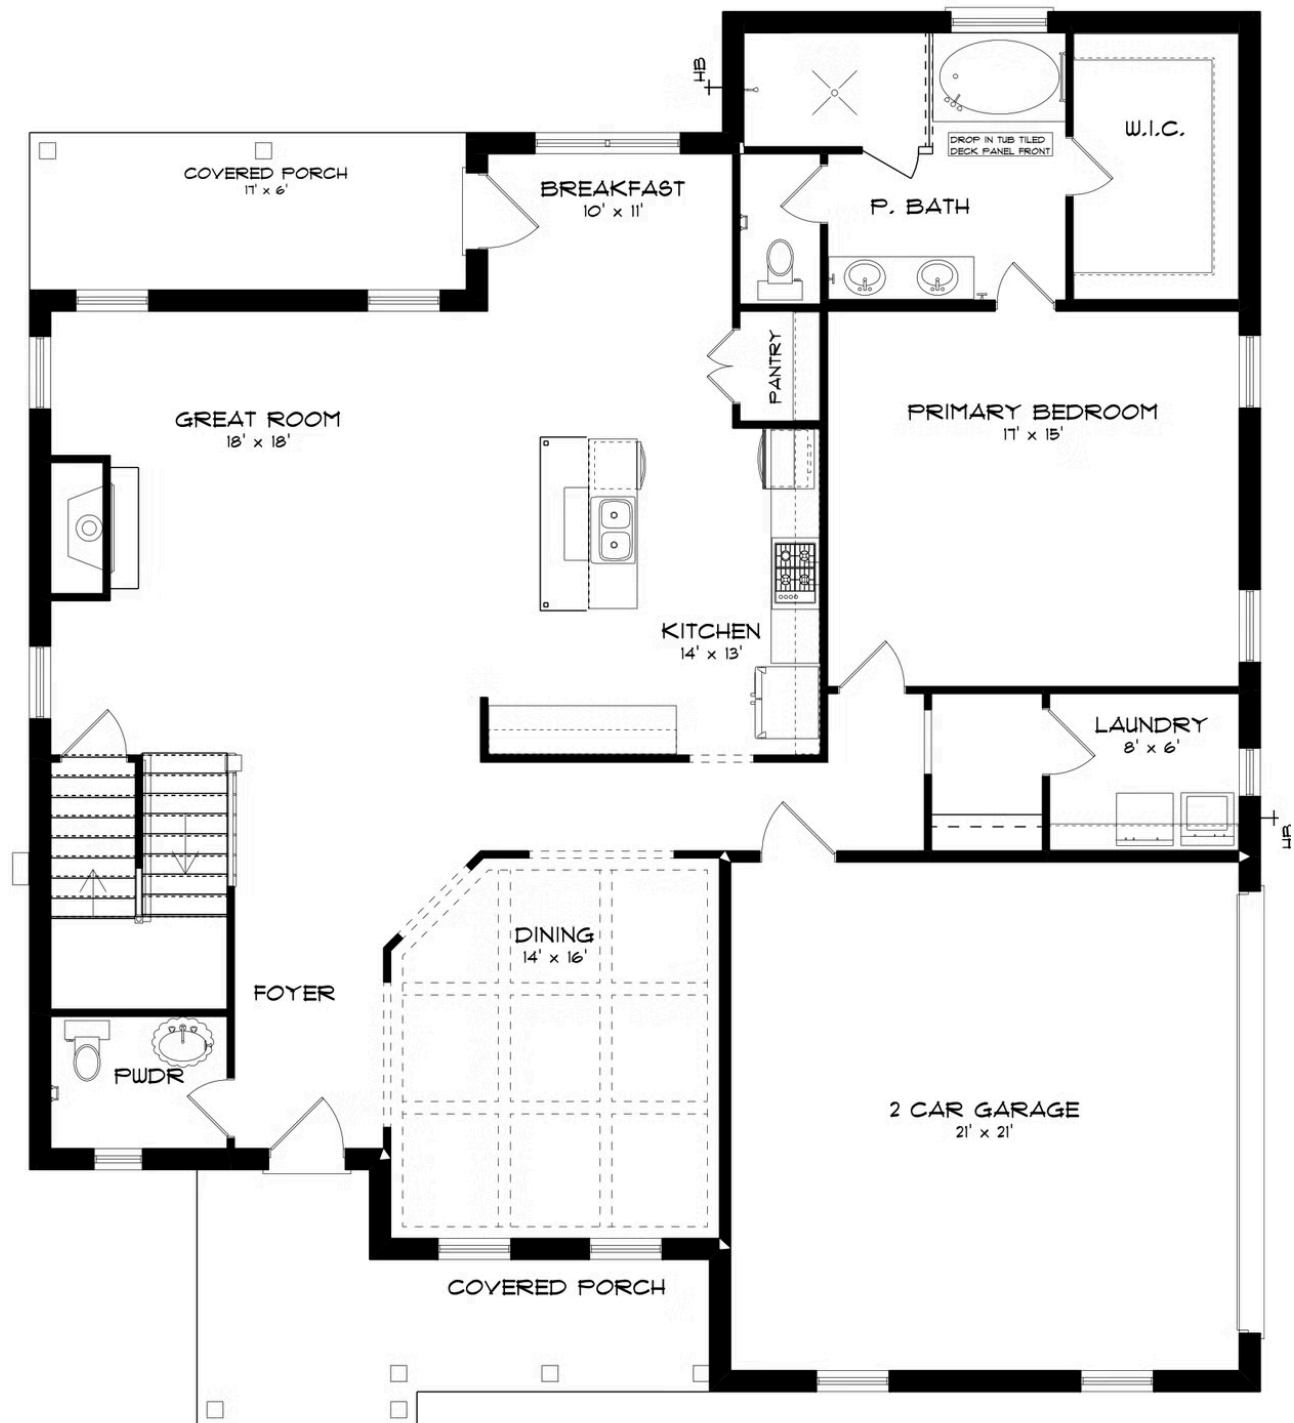 HB
W.I.C.
DROP IN TUB TILED
DECK PANEL FRONT
COVERED PORCH
17' x 6'
BREAKFAST
10' x 11'
P. BATH
PANTRY
GREAT ROOM
18' x 18'
PRIMARY BEDROOM
17' x 15'
KITCHEN
14' x 13'
LAUNDRY
8' x 6'
HB
DINING
14' x 16'
FOYER
PWDR
2 CAR GARAGE
21' x 21'
COVERED PORCH